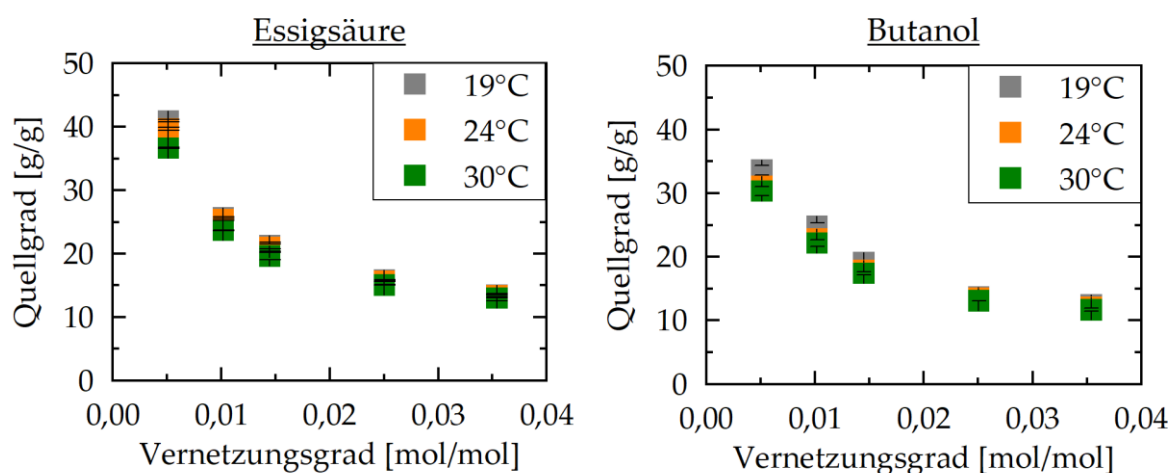 Essigsäure
50
40
30
20
10
0
Quellgrad [g/g]
19°C
24°C
30°C
0,00 0,01 0,02 0,03 0,04
Vernetzungsgrad [mol/mol]
Butanol
50
40
30
20
10
0
Quellgrad [g/g]
19°C
24°C
30°C
0,00 0,01 0,02 0,03 0,04
Vernetzungsgrad [mol/mol]